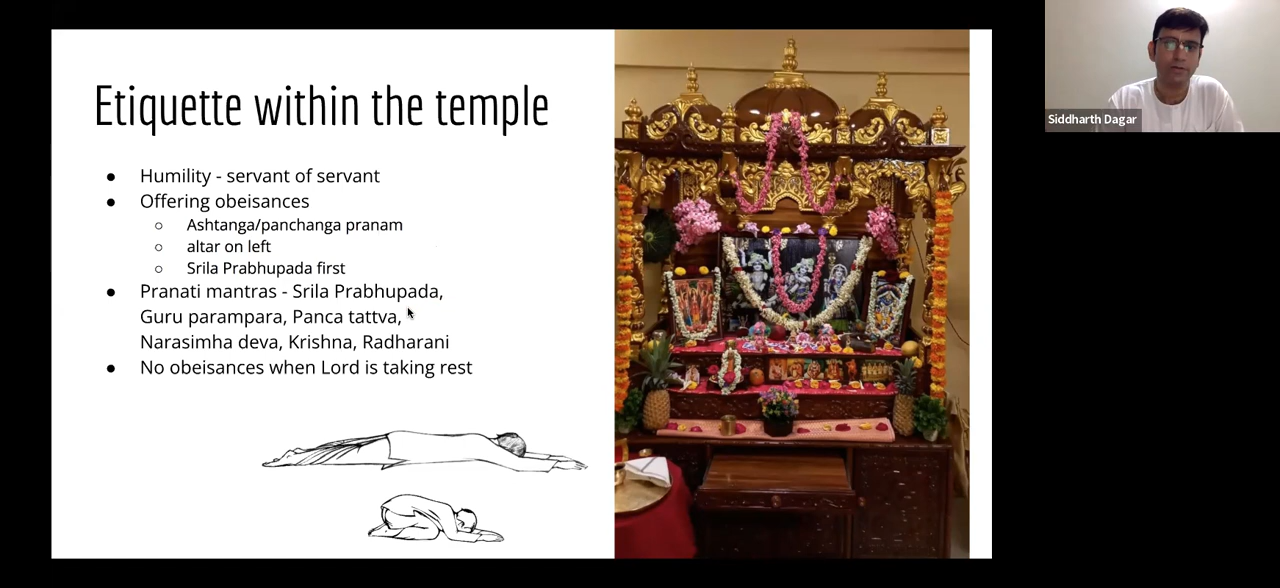 Etiquette within the temple
● Humility - servant of servant
● Offering obeisances
○ Ashtanga/panchanga pranam
○ altar on left
○ Srila Prabhupada first
● Pranati mantras - Srila Prabhupada,
Guru parampara, Panca tattva,
Narasimha deva, Krishna, Radharani
● No obeisances when Lord is taking rest
Siddharth Dagar